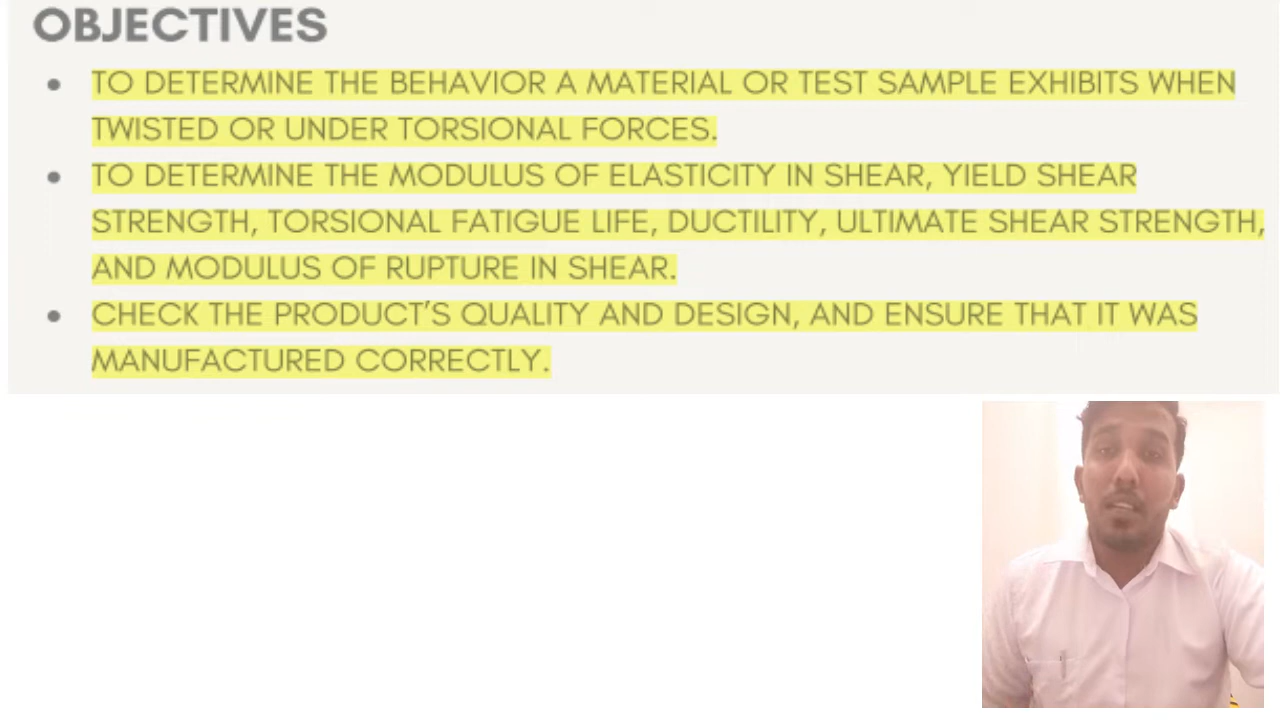 OBJECTIVES
• TO DETERMINE THE BEHAVIOR A MATERIAL OR TEST SAMPLE EXHIBITS WHEN
TWISTED OR UNDER TORSIONAL FORCES.
• TO DETERMINE THE MODULUS OF ELASTICITY IN SHEAR, YIELD SHEAR
STRENGTH, TORSIONAL FATIGUE LIFE, DUCTILITY, ULTIMATE SHEAR STRENGTH,
AND MODULUS OF RUPTURE IN SHEAR.
• CHECK THE PRODUCT’S QUALITY AND DESIGN, AND ENSURE THAT IT WAS
MANUFACTURED CORRECTLY.